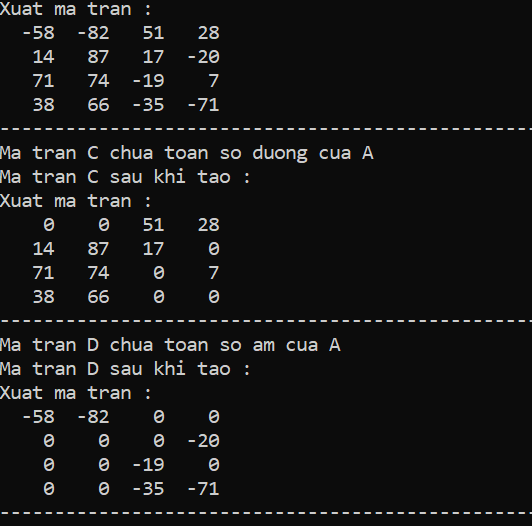 Xuat ma tran :
-58 -82 51 28
14 87 17 -20
71 74 -19 7
38 66 -35 -71
------------------------------------------------
Ma tran C chua toan so duong cua A
Ma tran C sau khi tao :
Xuat ma tran :
0 0 51 28
14 87 17 0
71 74 0 7
38 66 0 0
------------------------------------------------
Ma tran D chua toan so am cua A
Ma tran D sau khi tao :
Xuat ma tran :
-58 -82 0 0
0 0 0 -20
0 0 -19 0
0 0 -35 -71
------------------------------------------------